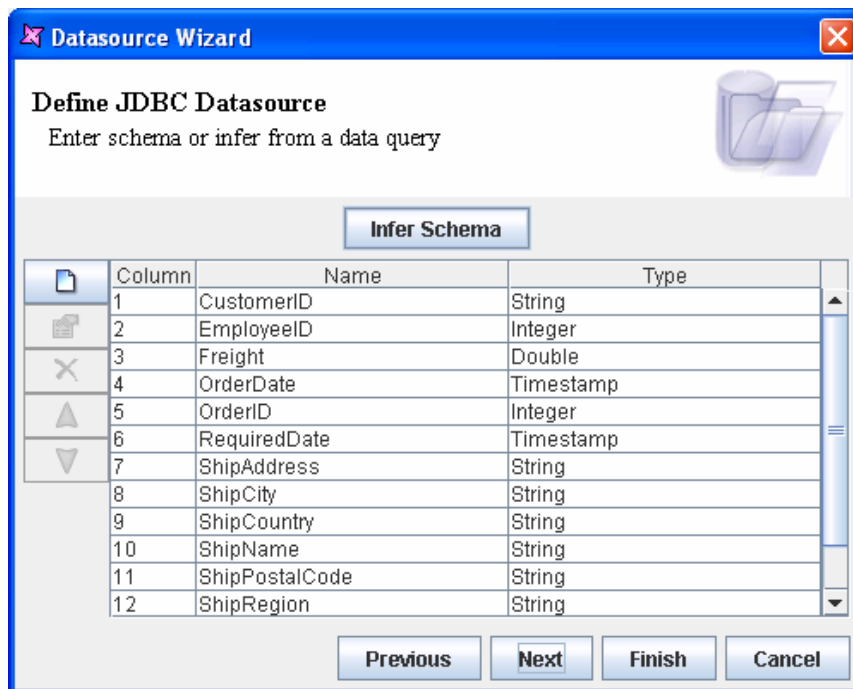 Datasource Wizard
Define JDBC Datasource
Enter schema or infer from a data query
Infer Schema
Column Name Type
1 CustomerID String
2 EmployeeID Integer
3 Freight Double
4 OrderDate Timestamp
5 OrderID Integer
6 RequiredDate Timestamp
7 ShipAddress String
8 ShipCity String
9 ShipCountry String
10 ShipName String
11 ShipPostalCode String
12 ShipRegion String
Previous Next Finish Cancel